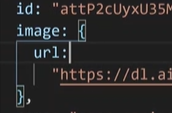 id: "attP2cUyxU35M
image: {
url:
"https://dl.ai
},